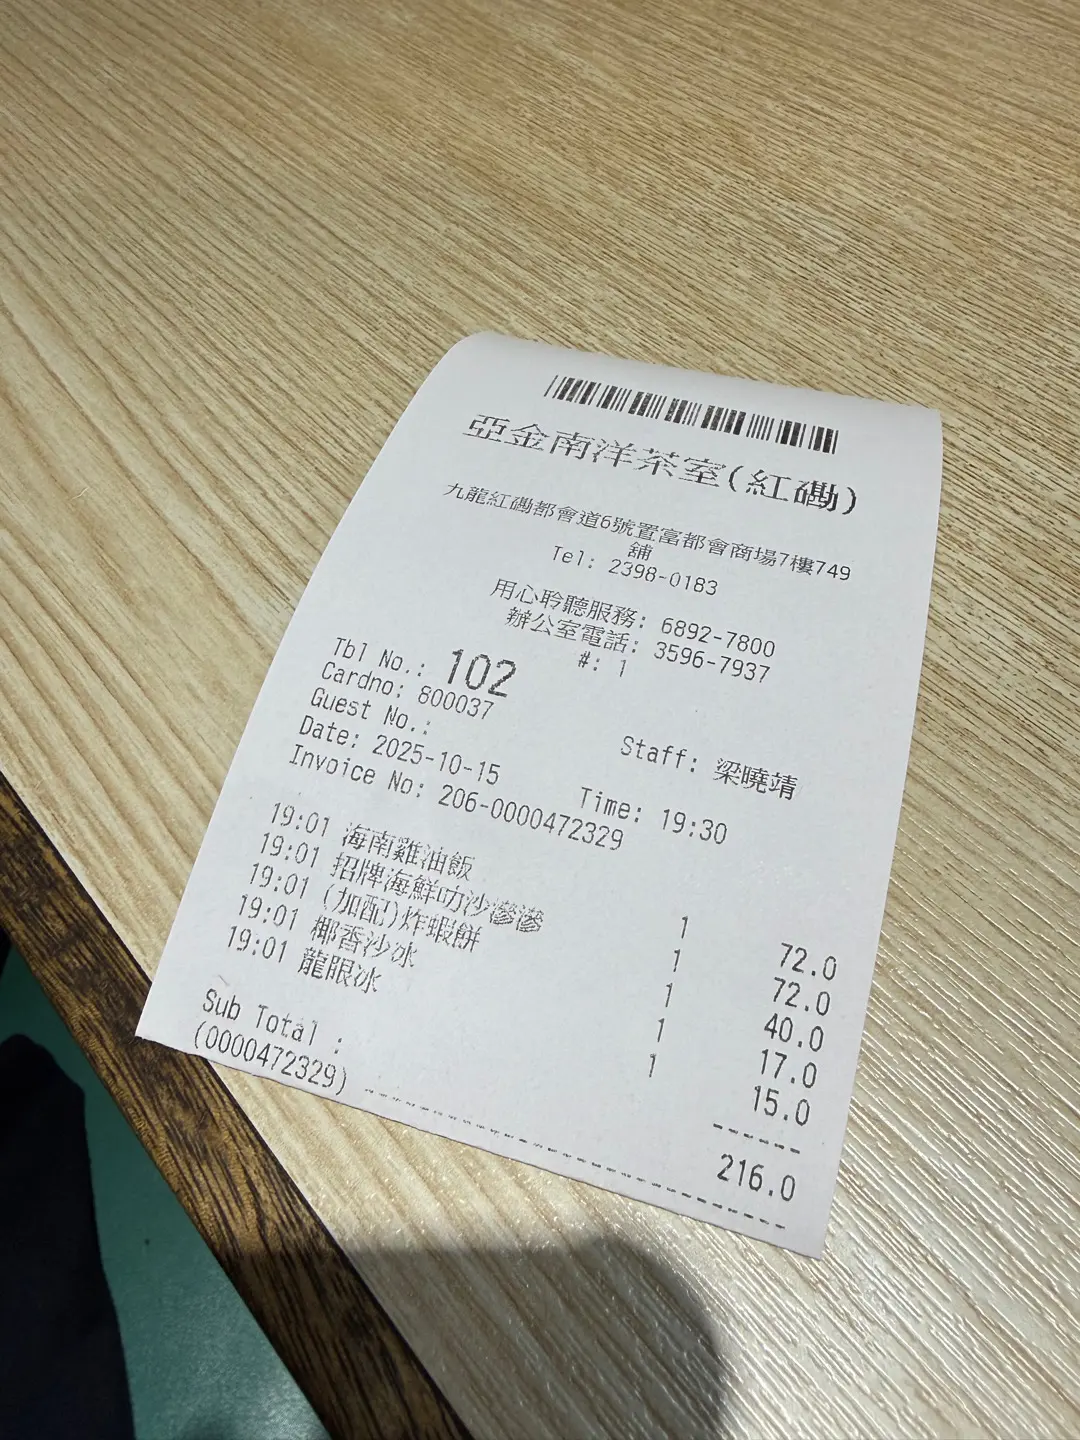 亞金南洋茶室(紅磡)
九龍紅磡都會道6號置富都會商場7樓749
舖
Tel: 2398-0183
用心聆聽服務: 6892-7800
辦公室電話: 3596-7937
#: 1
Tbl No.: 102
Cardno: 800037
Guest No.:
Staff: 梁曉靖
Date: 2025-10-15 Time: 19:30
Invoice No: 206-0000472329
19:01 海南雞油飯 1 72.0
19:01 招牌海鮮叻沙濸濸 1 72.0
19:01 (加配)炸蝦餅 1 40.0
19:01 椰香沙冰 1 17.0
19:01 龍眼冰 1 15.0
Sub Total : 216.0
(0000472329)